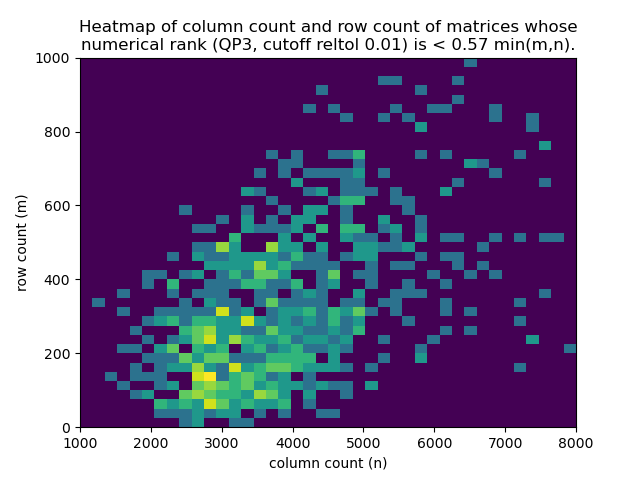 Heatmap of column count and row count of matrices whose
numerical rank (QP3, cutoff reltol 0.01) is < 0.57 min(m,n).
1000
800
600
400
200
0
row count (m)
1000 2000 3000 4000 5000 6000 7000 8000
column count (n)